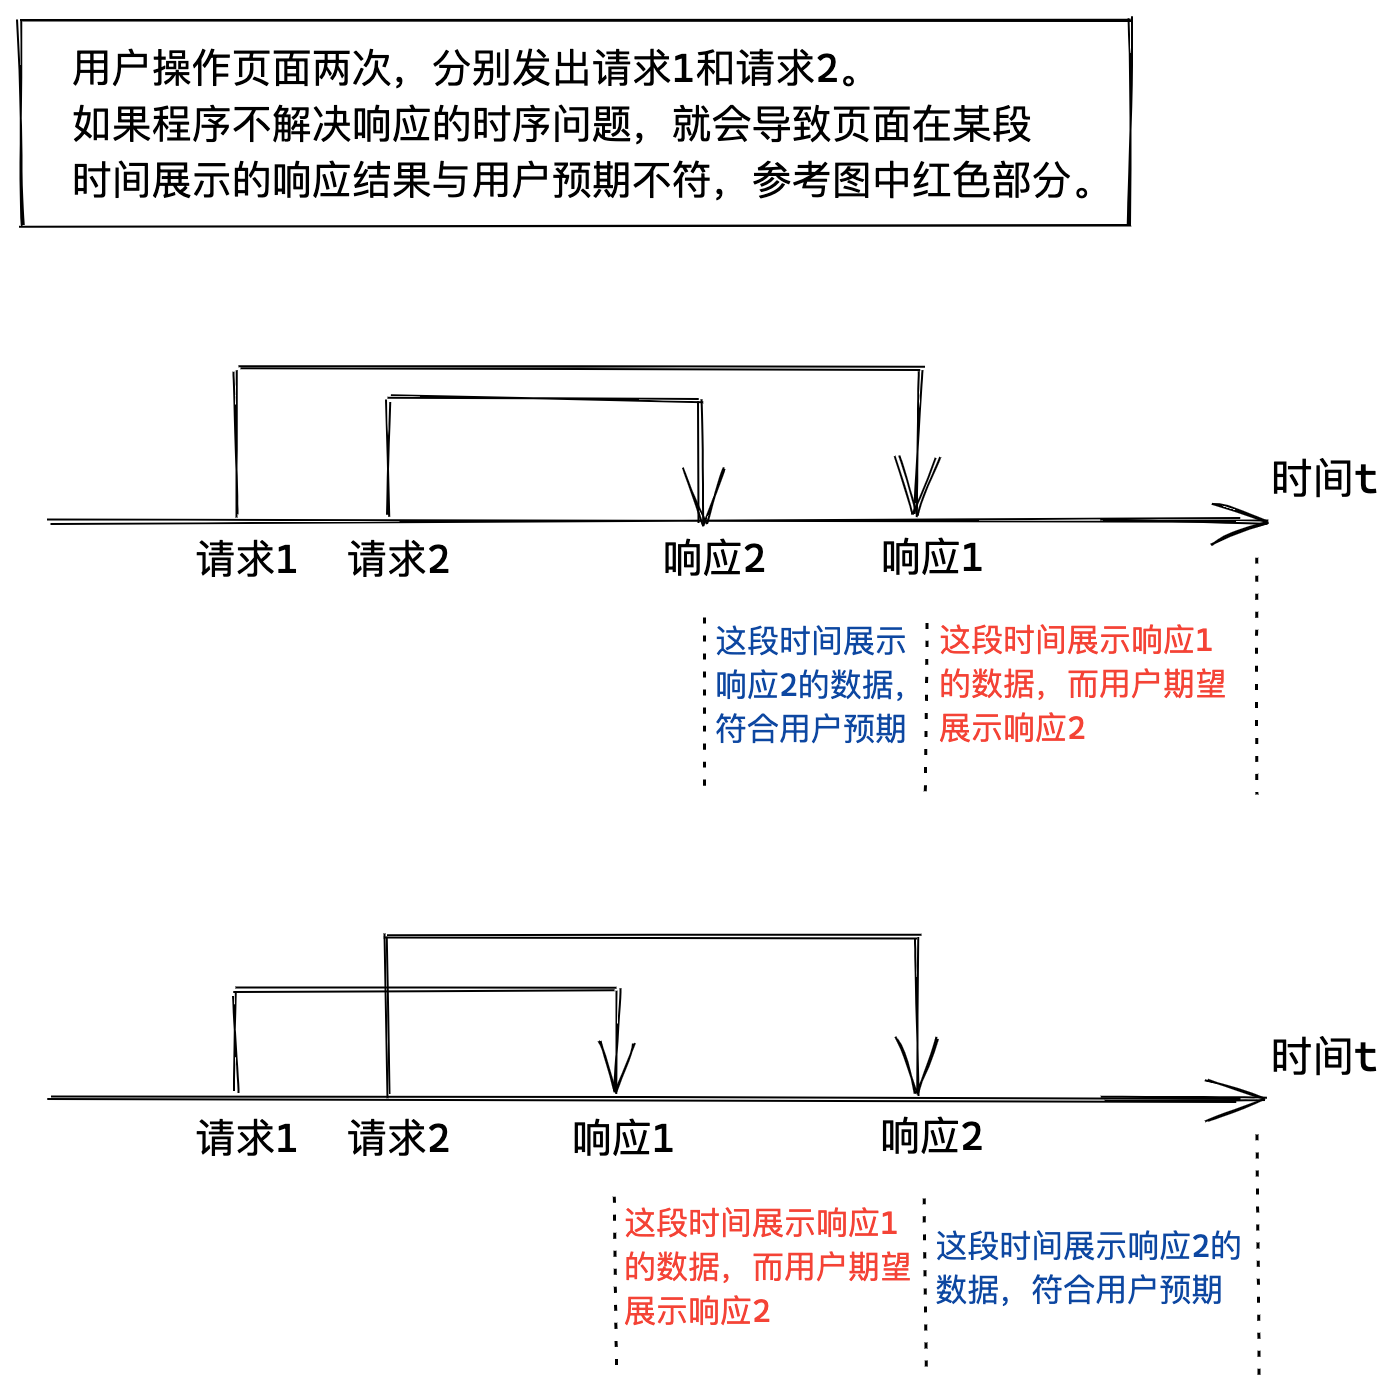 用户操作页面两次，分别发出请求1和请求2。
如果程序不解决响应的时序问题，就会导致页面在某段
时间展示的响应结果与用户预期不符，参考图中红色部分。
时间t
请求1
请求2
响应2
响应1
这段时间展示
响应2的数据，
符合用户预期
这段时间展示响应1
的数据，而用户期望
展示响应2
时间t
请求1
请求2
响应1
响应2
这段时间展示响应1
的数据，而用户期望
展示响应2
这段时间展示响应2的
数据，符合用户预期